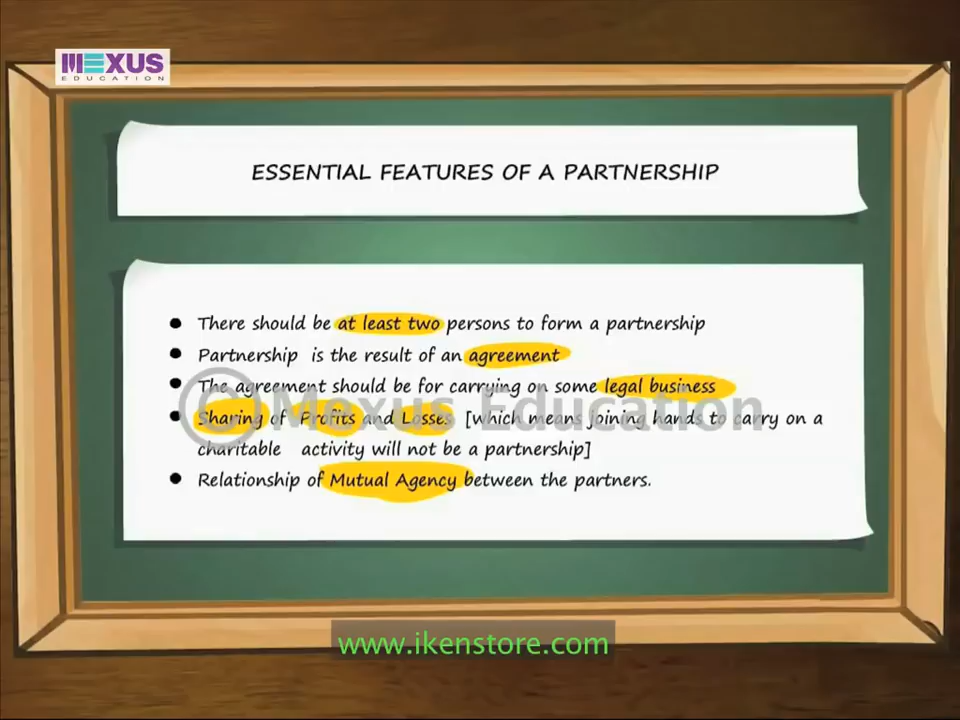 MEXUS
EDUCATION
ESSENTIAL FEATURES OF A PARTNERSHIP
● There should be at least two persons to form a partnership
● Partnership is the result of an agreement
● The agreement should be for carrying on some legal business
● Sharing of Profits and Losses [which means joining hands to carry on a
charitable activity will not be a partnership]
● Relationship of Mutual Agency between the partners.
© Mexus Education
www.ikenstore.com